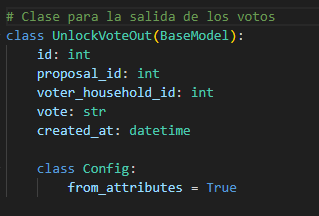 # Clase para la salida de los votos
class UnlockVoteOut(BaseModel):
    id: int
    proposal_id: int
    voter_household_id: int
    vote: str
    created_at: datetime

    class Config:
        from_attributes = True